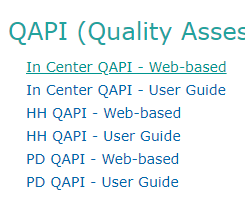 QAPI (Quality Asses
In Center QAPI - Web-based
In Center QAPI - User Guide
HH QAPI - Web-based
HH QAPI - User Guide
PD QAPI - Web-based
PD QAPI - User Guide